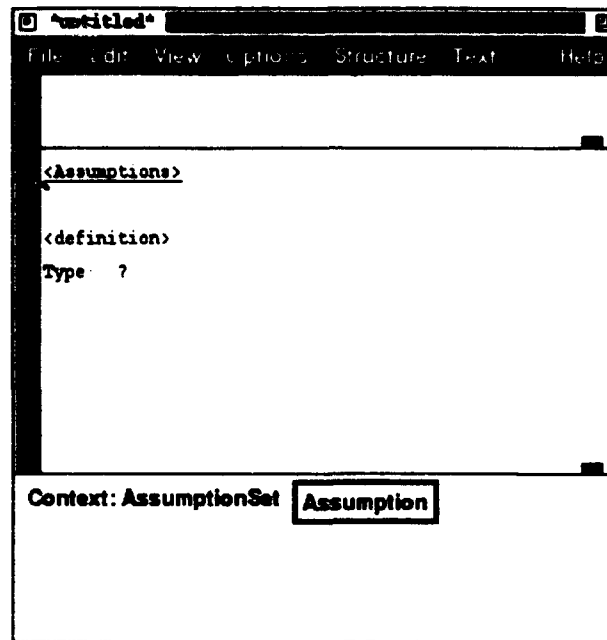 *untitled*
File Edit View Options Structure Text Help
<Assumptions>
<definition>
Type ?
Context: AssumptionSet Assumption